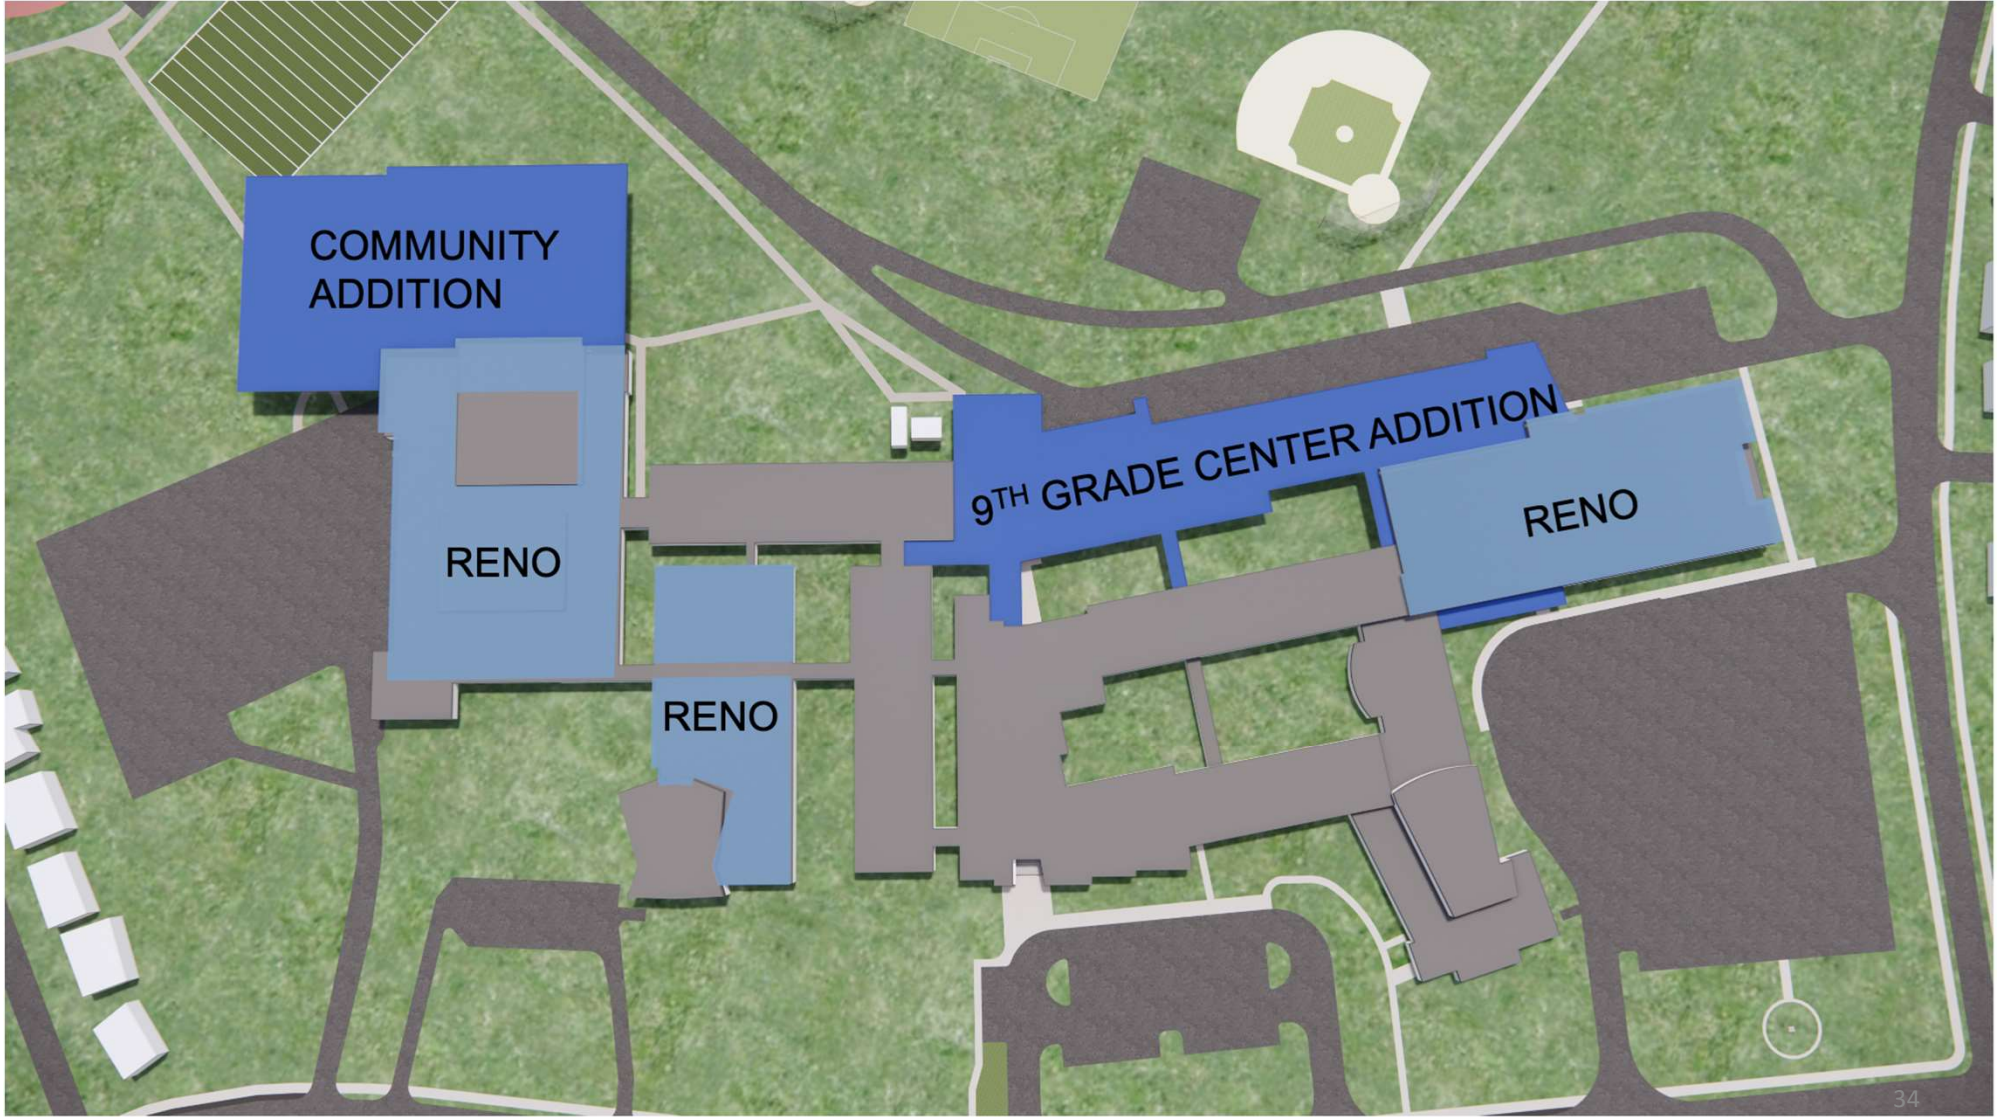 COMMUNITY
ADDITION
9TH GRADE CENTER ADDITION
RENO
RENO
RENO
34